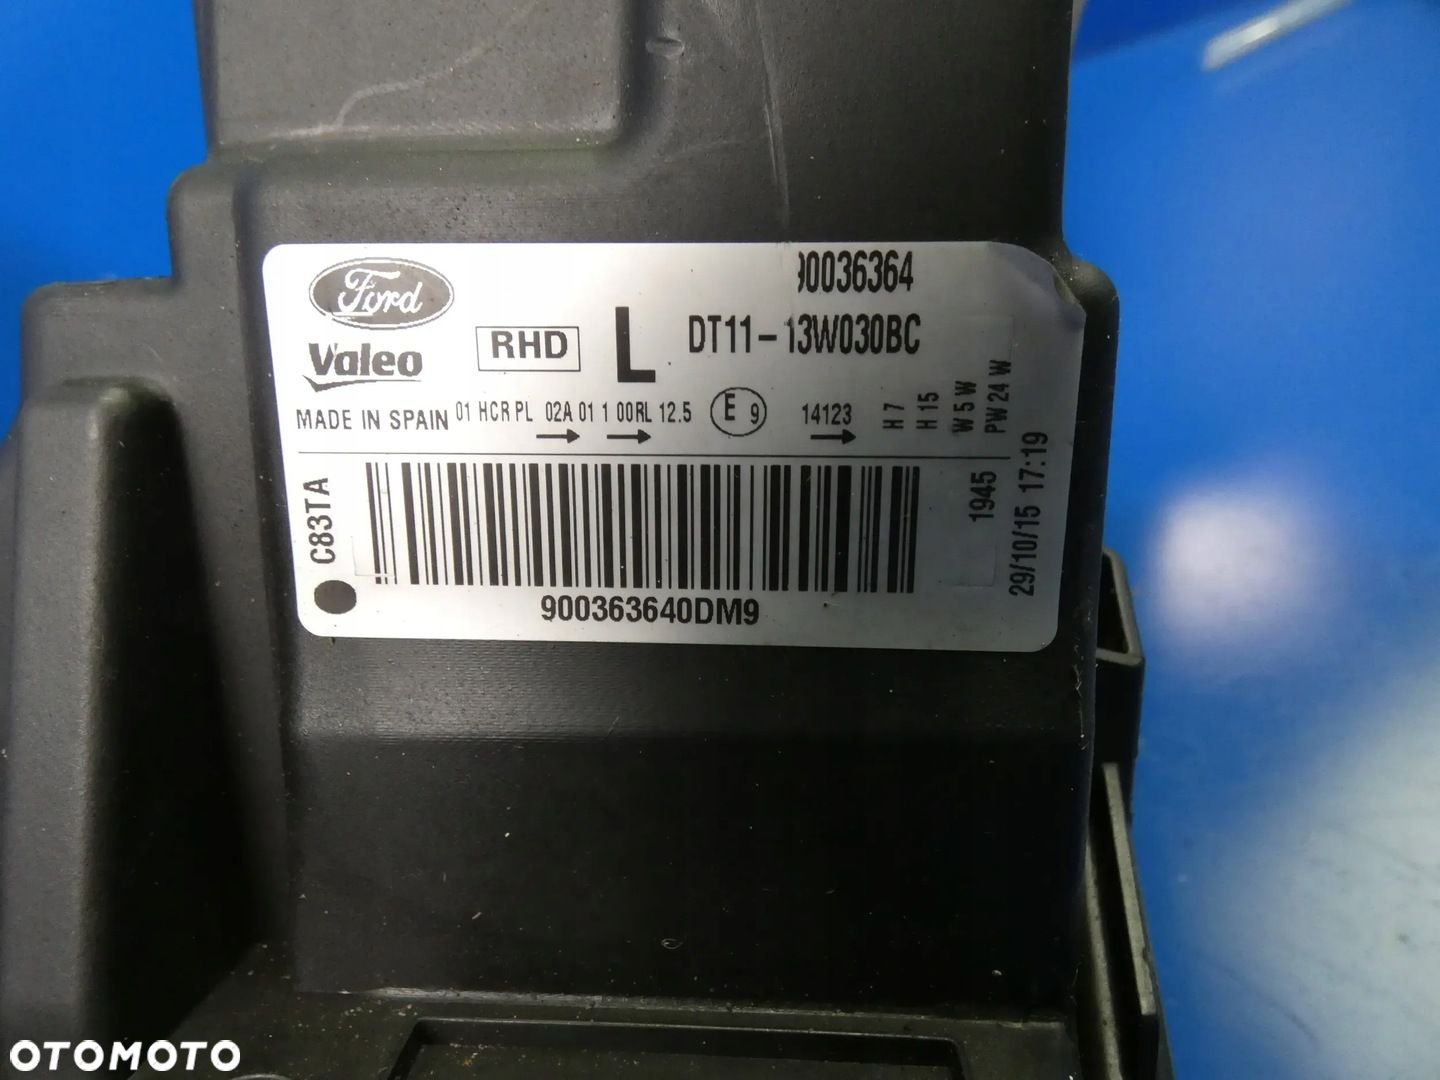 Ford
90036364
Valeo
RHD L DT11-13W030BC
MADE IN SPAIN 01 HCR PL 02A 01 1 00RL 12.5 E 9 14123
H 7
H 15
W 5 W
PW 24 W
C83TA
1945
29/10/15 17:19
900363640DM9
OTOMOTO